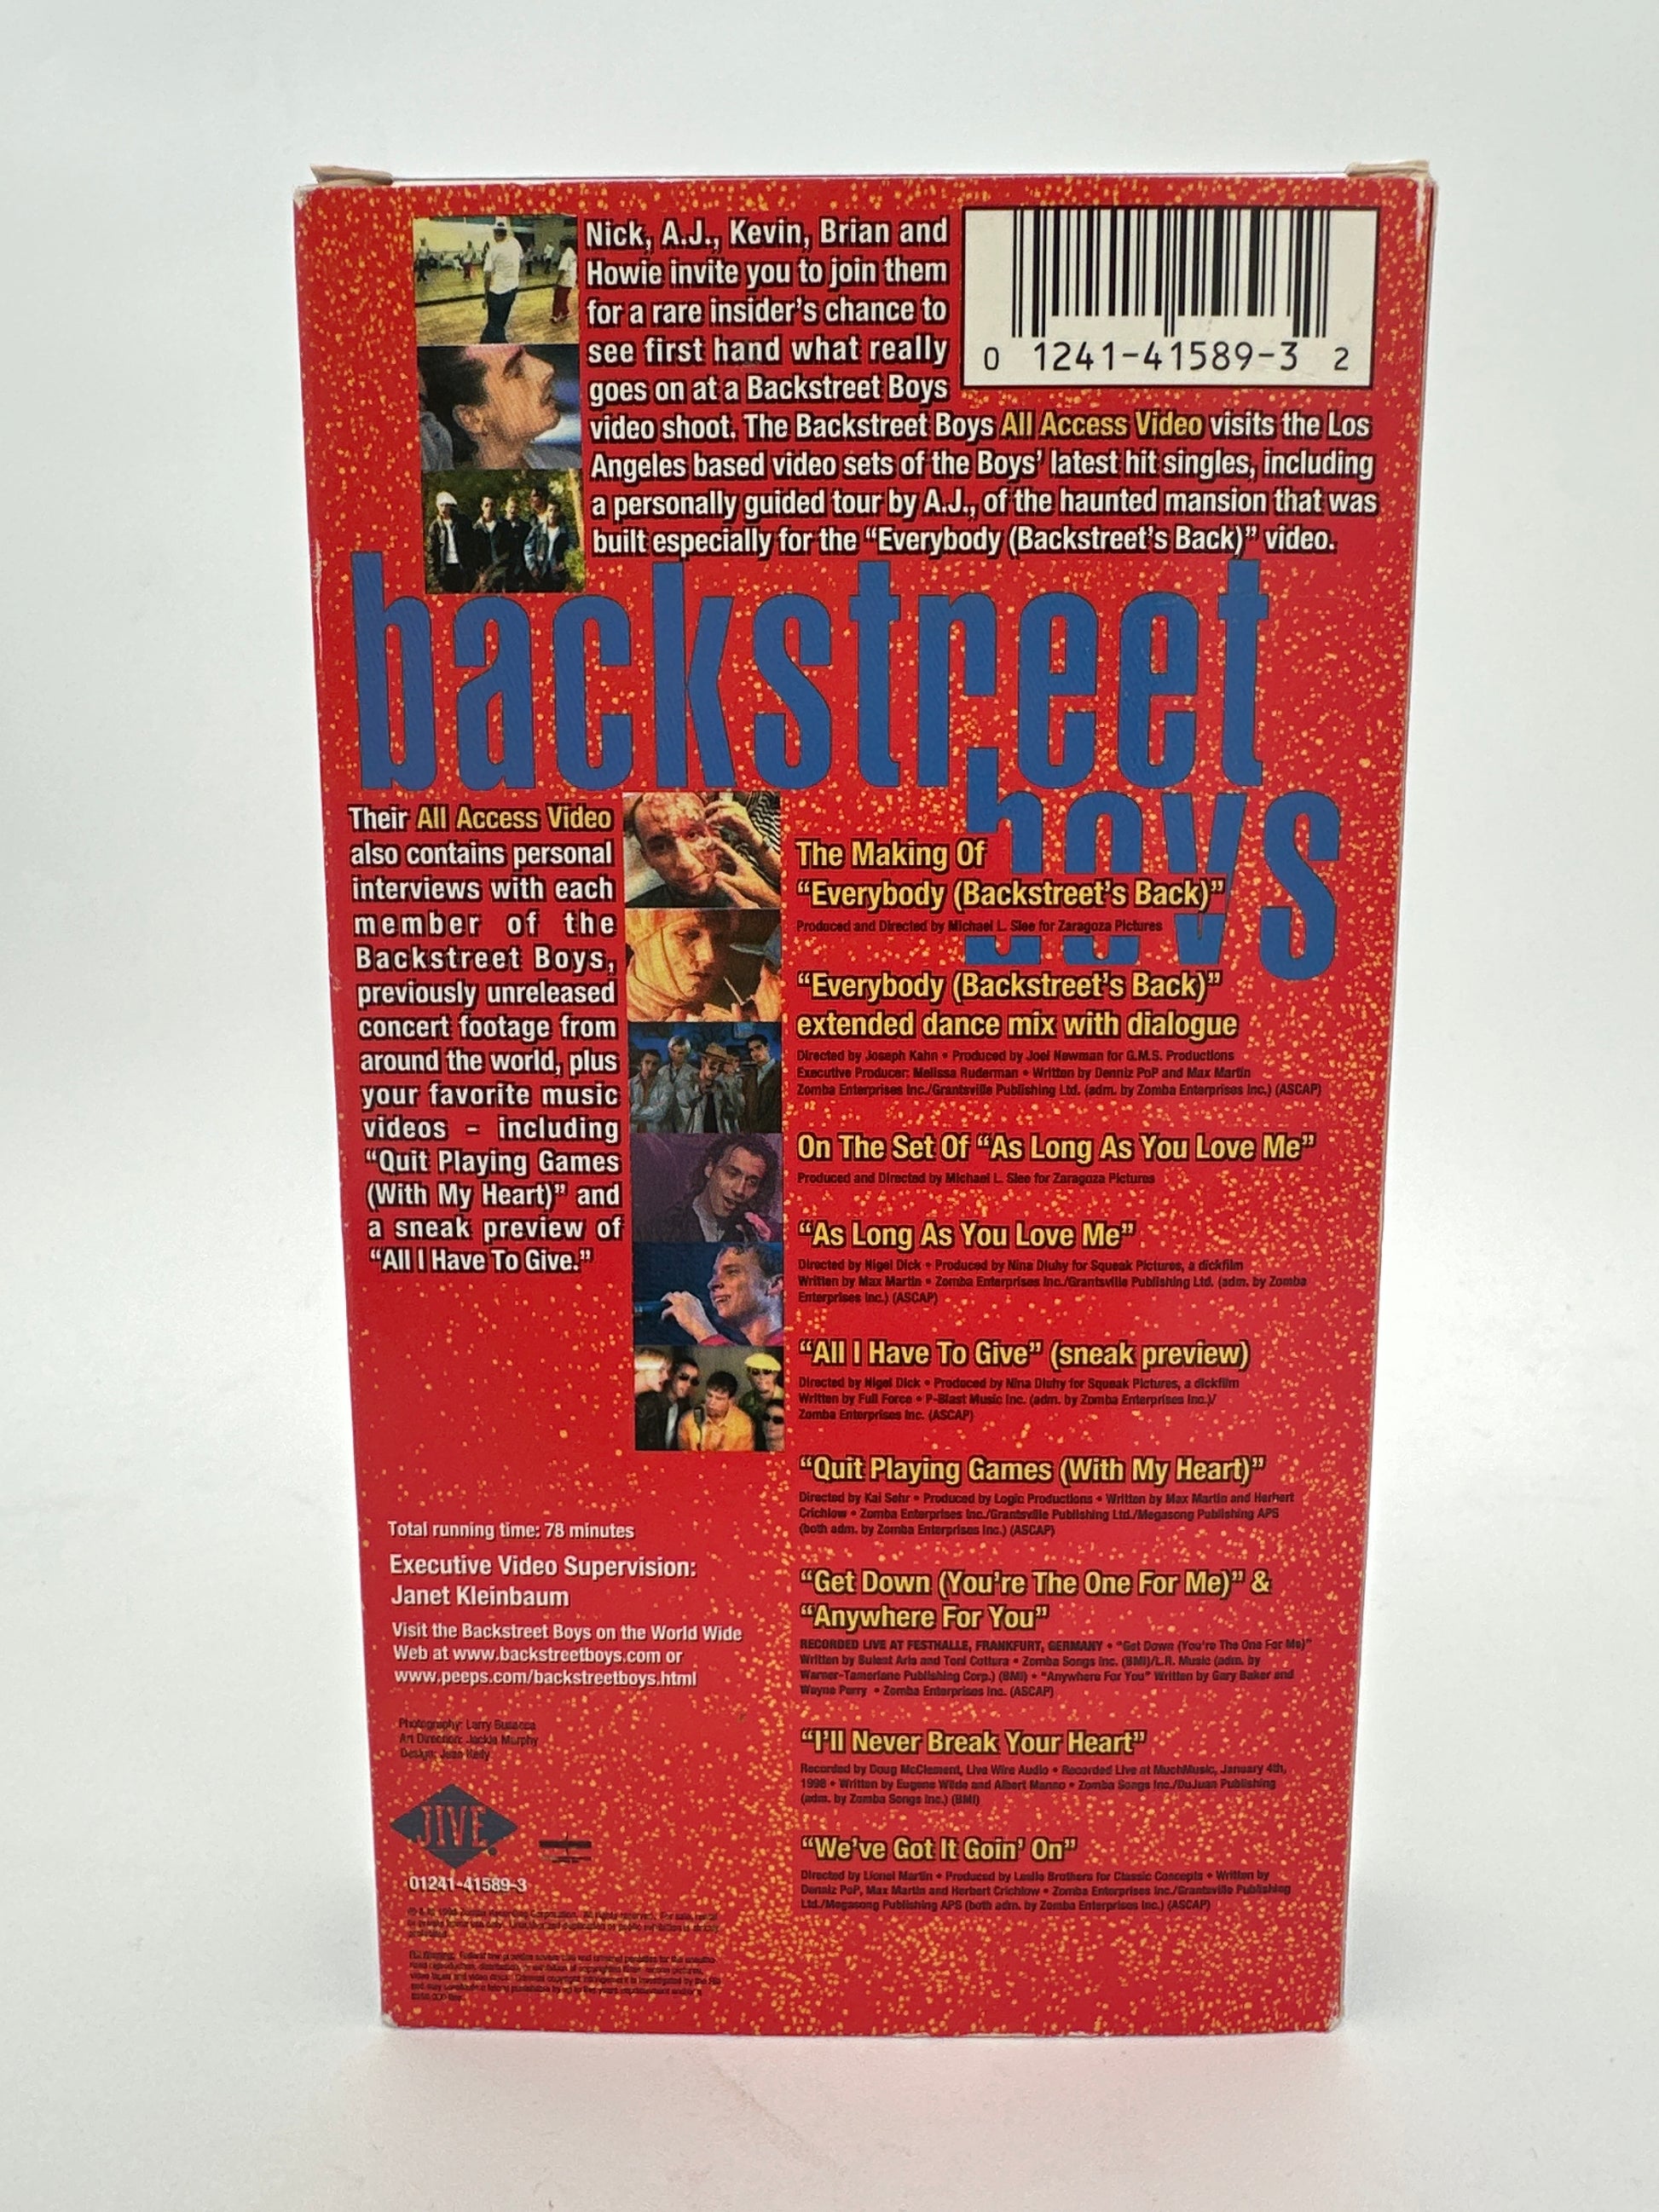 Nick, A.J., Kevin, Brian and
Howie invite you to join them
for a rare insider's chance to
see first hand what really
goes on at a Backstreet Boys
video shoot. The Backstreet Boys All Access Video visits the Los
Angeles based video sets of the Boys' latest hit singles, including
a personally guided tour by A.J., of the haunted mansion that was
built especially for the “Everybody (Backstreet's Back)” video.
0 1241-41589-3 2
backstreet
boys
Their All Access Video
also contains personal
interviews with each
member of the
Backstreet Boys,
previously unreleased
concert footage from
around the world, plus
your favorite music
videos - including
“Quit Playing Games
(With My Heart)” and
a sneak preview of
“All I Have To Give.”
Total running time: 78 minutes
Executive Video Supervision:
Janet Kleinbaum
Visit the Backstreet Boys on the World Wide
Web at www.backstreetboys.com or
www.peeps.com/backstreetboys.html
Photography: Larry Busacca
Art Direction: Jackie Murphy
Design: Jean Kelly
JIVE
01241-41589-3
The Making Of
“Everybody (Backstreet's Back)”
Produced and Directed by Michael L. Slee for Zaragoza Pictures
“Everybody (Backstreet's Back)”
extended dance mix with dialogue
Directed by Joseph Kahn • Produced by Joel Newman for G.M.S. Productions
Executive Producer: Melissa Ruderman • Written by Denniz PoP and Max Martin
Zomba Enterprises Inc./Grantsville Publishing Ltd. (adm. by Zomba Enterprises Inc.) (ASCAP)
On The Set Of “As Long As You Love Me”
Produced and Directed by Michael L. Slee for Zaragoza Pictures
“As Long As You Love Me”
Directed by Nigel Dick • Produced by Nina Dluhy for Squeak Pictures, a dickfilm
Written by Max Martin • Zomba Enterprises Inc./Grantsville Publishing Ltd. (adm. by Zomba
Enterprises Inc.) (ASCAP)
“All I Have To Give” (sneak preview)
Directed by Nigel Dick • Produced by Nina Dluhy for Squeak Pictures, a dickfilm
Written by Full Force • P-Blast Music Inc. (adm. by Zomba Enterprises Inc.)/
Zomba Enterprises Inc. (ASCAP)
“Quit Playing Games (With My Heart)”
Directed by Kai Sehr • Produced by Logic Productions • Written by Max Martin and Herbert
Crichlow • Zomba Enterprises Inc./Grantsville Publishing Ltd./Megasong Publishing APS
(both adm. by Zomba Enterprises Inc.) (ASCAP)
“Get Down (You're The One For Me)” &
“Anywhere For You”
RECORDED LIVE AT FESTHALLE, FRANKFURT, GERMANY • “Get Down (You're The One For Me)”
Written by Bulent Aris and Toni Cottura • Zomba Songs Inc. (BMI)/L.R. Music (adm. by
Warner-Tamerlane Publishing Corp.) (BMI) • “Anywhere For You” Written by Gary Baker and
Wayne Perry • Zomba Enterprises Inc. (ASCAP)
“I'll Never Break Your Heart”
Recorded by Doug McClement, Live Wire Audio • Recorded Live at MuchMusic, January 4th,
1998 • Written by Eugene Wilde and Albert Manno • Zomba Songs Inc./DuJuan Publishing
(adm. by Zomba Songs Inc.) (BMI)
“We've Got It Goin' On”
Directed by Lionel Martin • Produced by Leslie Brothers for Classic Concepts • Written by
Denniz PoP, Max Martin and Herbert Crichlow • Zomba Enterprises Inc./Grantsville Publishing
Ltd./Megasong Publishing APS (both adm. by Zomba Enterprises Inc.) (ASCAP)